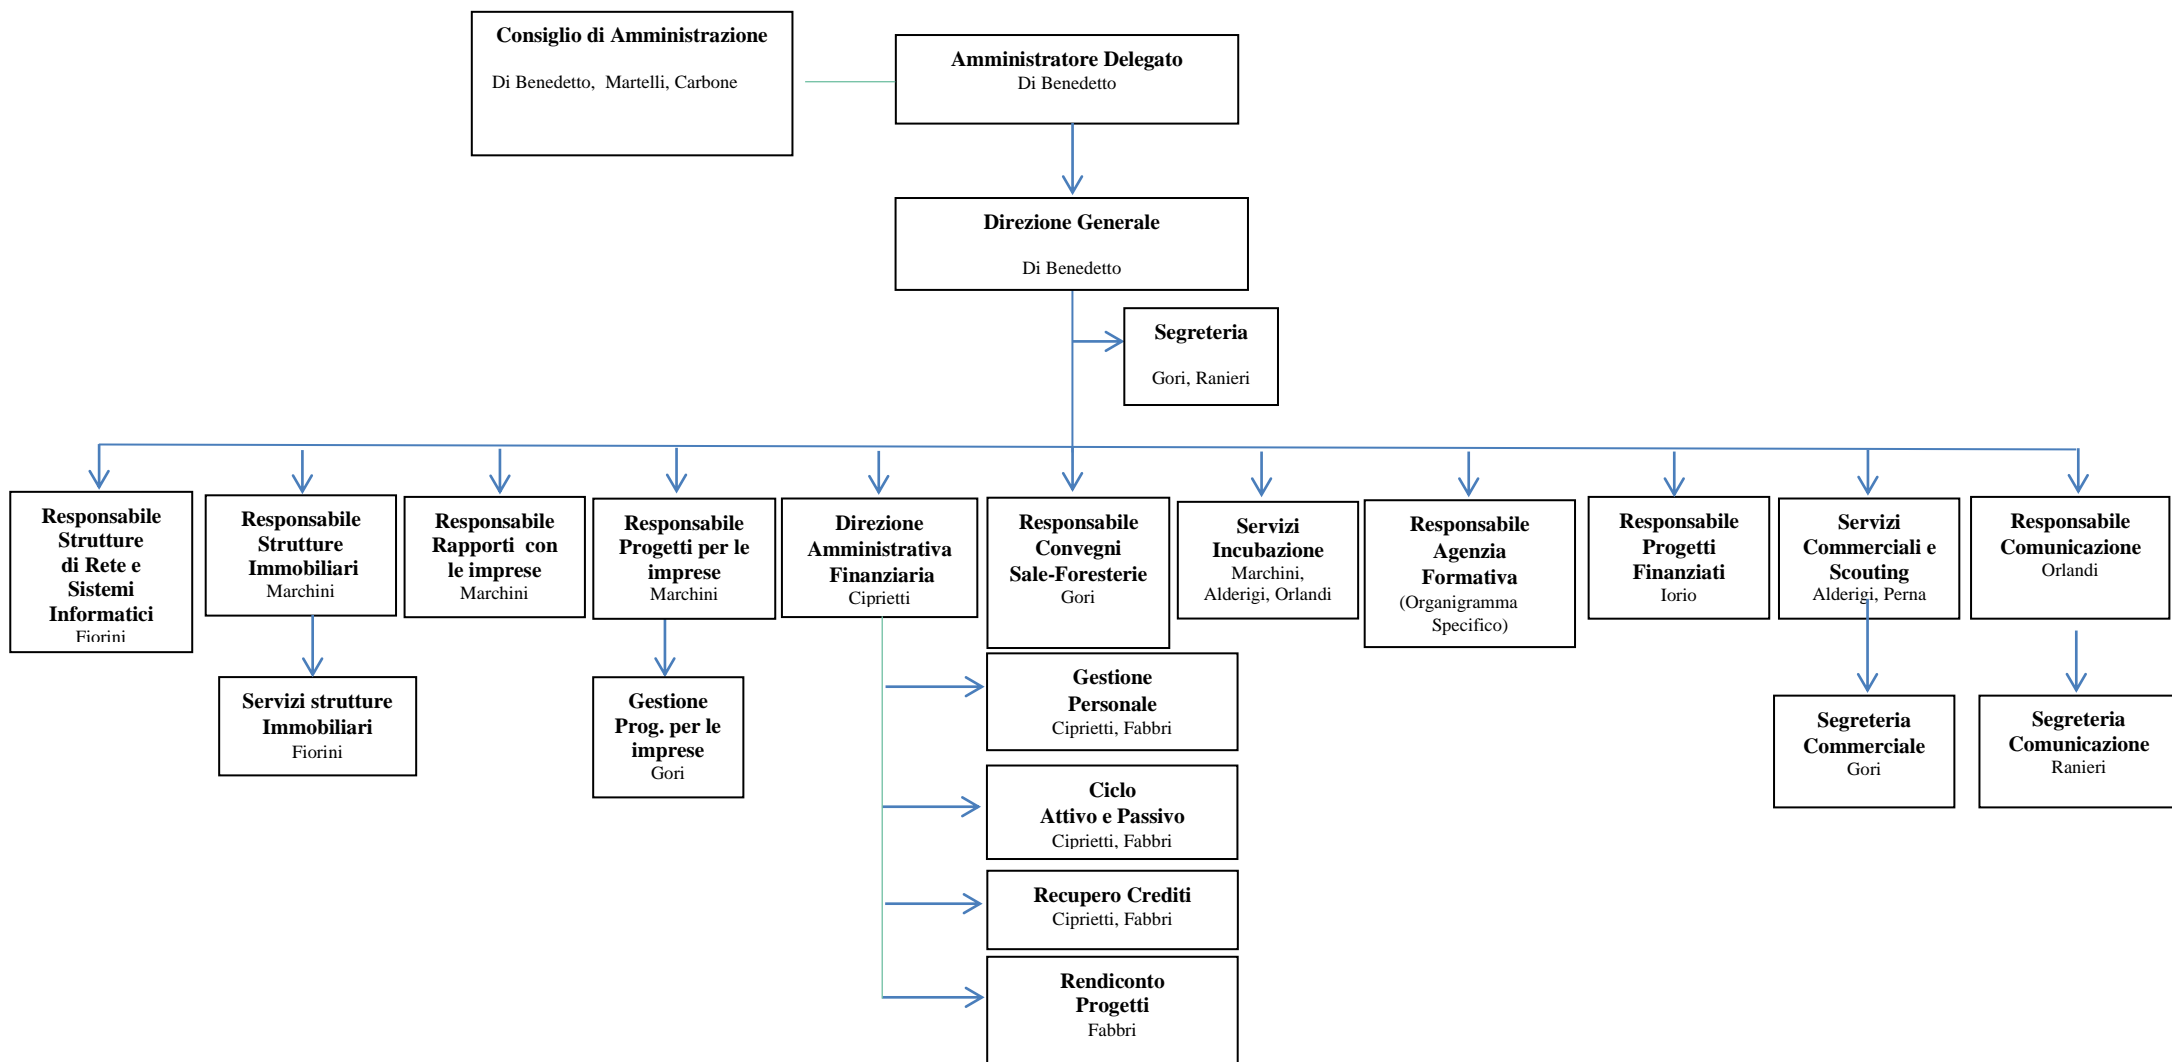 Consiglio di Amministrazione
Di Benedetto, Martelli, Carbone
Amministratore Delegato
Di Benedetto
Direzione Generale
Di Benedetto
Segreteria
Gori, Ranieri
Responsabile
Strutture
di Rete e
Sistemi
Informatici
Fiorini
Responsabile
Strutture
Immobiliari
Marchini
Responsabile
Rapporti con
le imprese
Marchini
Responsabile
Progetti per le
imprese
Marchini
Direzione
Amministrativa
Finanziaria
Ciprietti
Responsabile
Convegni
Sale-Foresterie
Gori
Servizi
Incubazione
Marchini,
Alderigi, Orlandi
Responsabile
Agenzia
Formativa
(Organigramma
Specifico)
Responsabile
Progetti
Finanziati
Iorio
Servizi
Commerciali e
Scouting
Alderigi, Perna
Responsabile
Comunicazione
Orlandi
Servizi strutture
Immobiliari
Fiorini
Gestione
Prog. per le
imprese
Gori
Gestione
Personale
Ciprietti, Fabbri
Ciclo
Attivo e Passivo
Ciprietti, Fabbri
Recupero Crediti
Ciprietti, Fabbri
Rendiconto
Progetti
Fabbri
Segreteria
Commerciale
Gori
Segreteria
Comunicazione
Ranieri